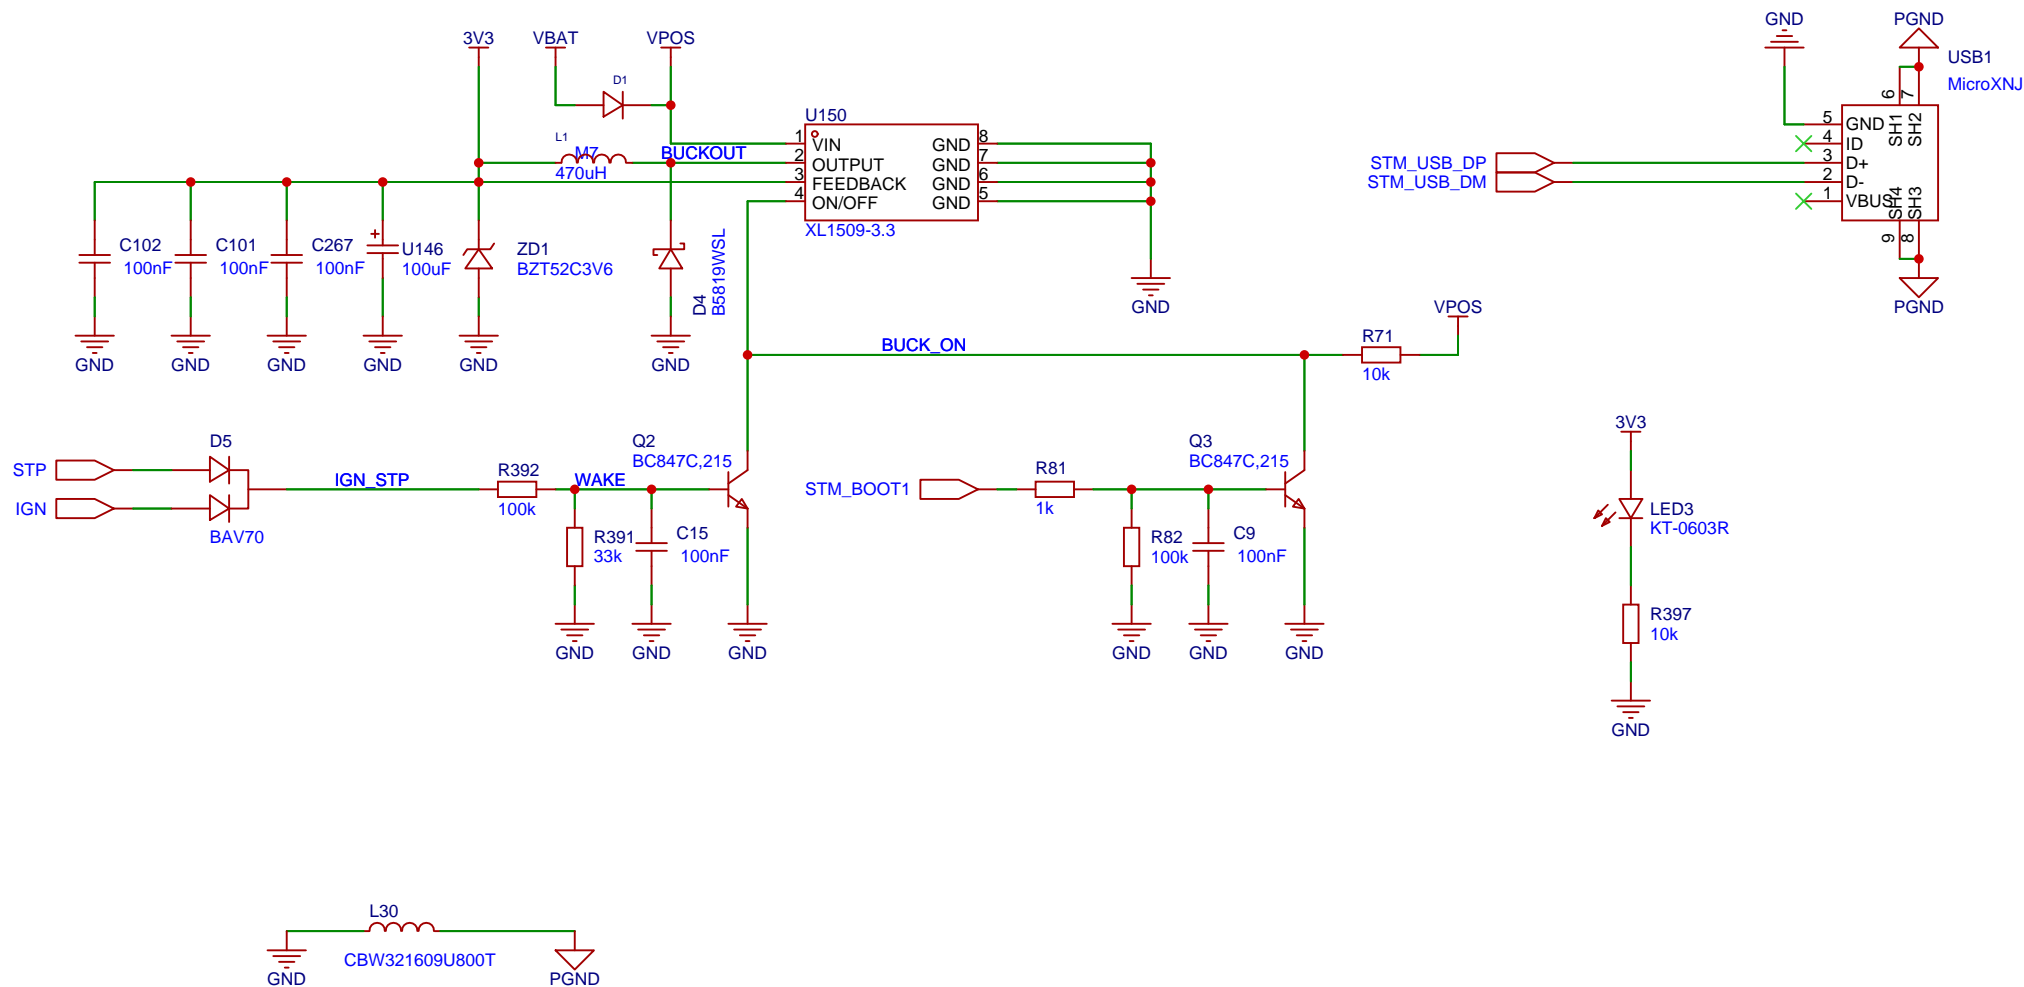 3V3
VBAT
VPOS
D1
L1
M7
470uH
BUCKOUT
U150
1
2
3
4
VIN
OUTPUT
FEEDBACK
ON/OFF
GND
GND
GND
GND
8
7
6
5
XL1509-3.3
GND
C102
100nF
C101
100nF
C267
100nF
+
U146
100uF
ZD1
BZT52C3V6
D4
B5819WSL
GND
GND
GND
GND
GND
GND
BUCK_ON
R71
10k
VPOS
GND
PGND
USB1
MicroXNJ
6
7
SH1
SH2
5
4
3
2
1
GND
ID
D+
D-
VBUS
SH4
SH3
9
8
PGND
STM_USB_DP
STM_USB_DM
STP
IGN
D5
BAV70
IGN_STP
R392
100k
WAKE
Q2
BC847C,215
R391
33k
C15
100nF
GND
GND
GND
STM_BOOT1
R81
1k
Q3
BC847C,215
R82
100k
C9
100nF
GND
GND
GND
3V3
LED3
KT-0603R
R397
10k
GND
L30
CBW321609U800T
GND
PGND